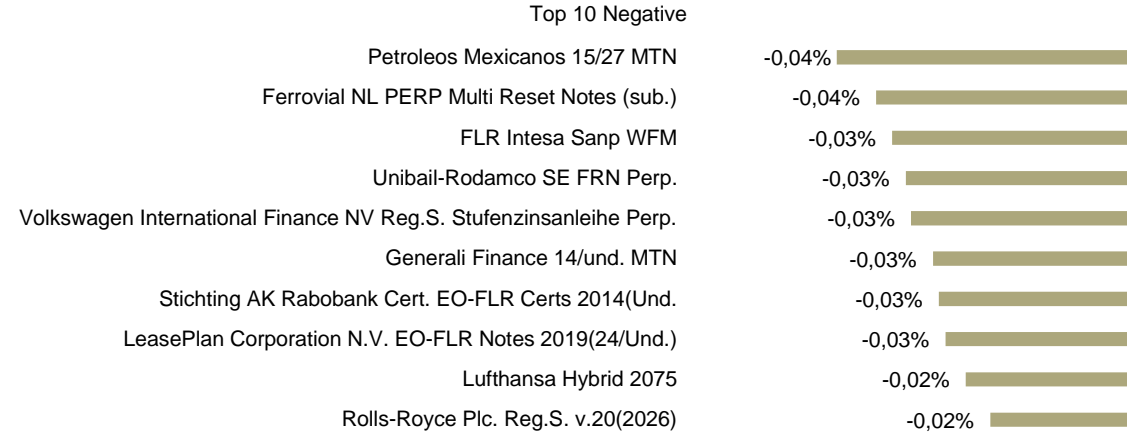 Top 10 Negative
Petroleos Mexicanos 15/27 MTN -0,04%
Ferrovial NL PERP Multi Reset Notes (sub.) -0,04%
FLR Intesa Sanp WFM -0,03%
Unibail-Rodamco SE FRN Perp. -0,03%
Volkswagen International Finance NV Reg.S. Stufenzinsanleihe Perp. -0,03%
Generali Finance 14/und. MTN -0,03%
Stichting AK Rabobank Cert. EO-FLR Certs 2014(Und. -0,03%
LeasePlan Corporation N.V. EO-FLR Notes 2019(24/Und.) -0,03%
Lufthansa Hybrid 2075 -0,02%
Rolls-Royce Plc. Reg.S. v.20(2026) -0,02%